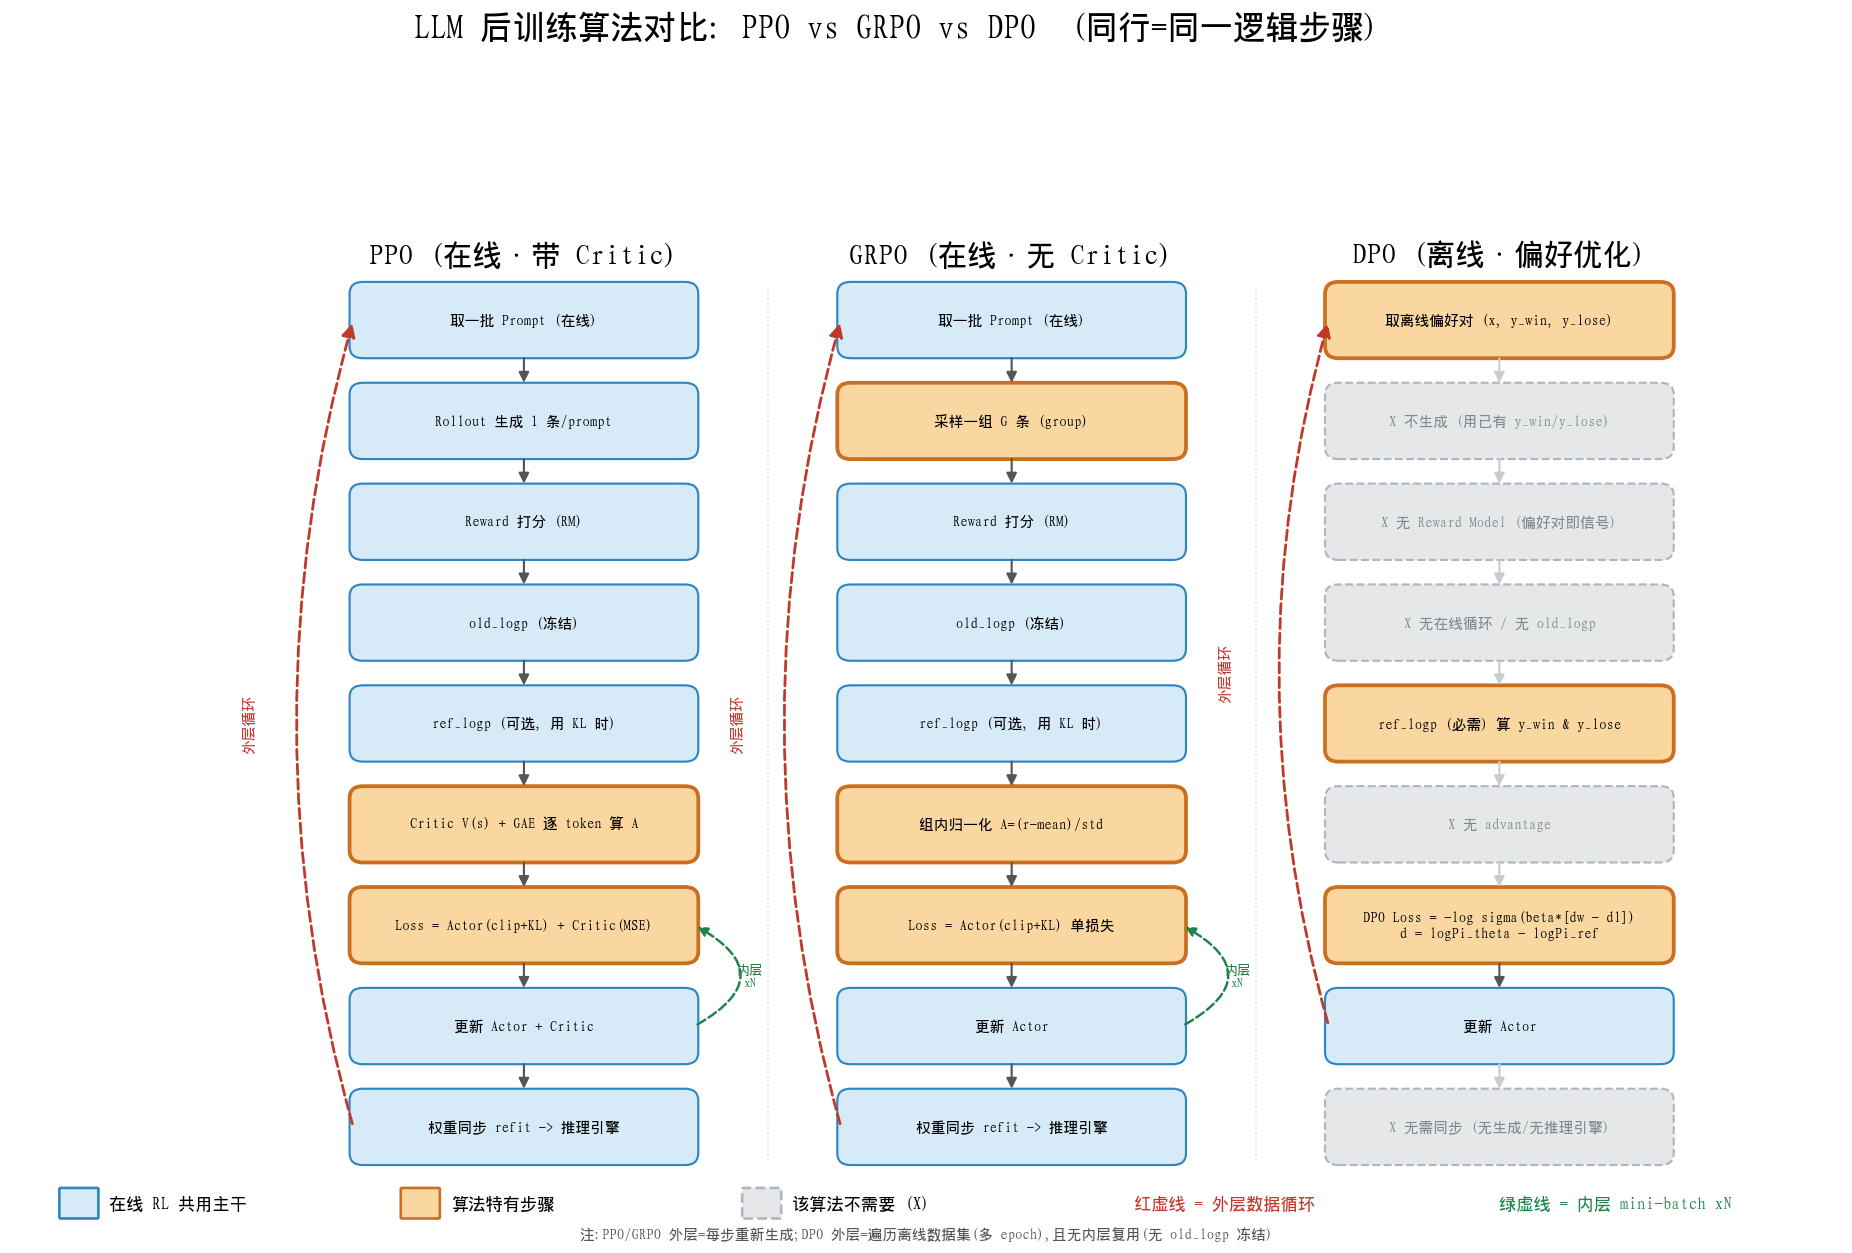 LLM 后训练算法对比: PPO vs GRPO vs DPO (同行=同一逻辑步骤)
PPO (在线 · 带 Critic)
取一批 Prompt (在线)
Rollout 生成 1 条/prompt
Reward 打分 (RM)
old_logp (冻结)
ref_logp (可选, 用 KL 时)
Critic V(s) + GAE 逐 token 算 A
Loss = Actor(clip+KL) + Critic(MSE)
更新 Actor + Critic
权重同步 refit -> 推理引擎
外层循环
内层
xN
GRPO (在线 · 无 Critic)
取一批 Prompt (在线)
采样一组 G 条 (group)
Reward 打分 (RM)
old_logp (冻结)
ref_logp (可选, 用 KL 时)
组内归一化 A=(r-mean)/std
Loss = Actor(clip+KL) 单损失
更新 Actor
权重同步 refit -> 推理引擎
外层循环
内层
xN
DPO (离线 · 偏好优化)
取离线偏好对 (x, y_win, y_lose)
X 不生成 (用已有 y_win/y_lose)
X 无 Reward Model (偏好对即信号)
X 无在线循环 / 无 old_logp
ref_logp (必需) 算 y_win & y_lose
X 无 advantage
DPO Loss = -log sigma(beta*[dw - dl])
d = logPi_theta - logPi_ref
更新 Actor
X 无需同步 (无生成/无推理引擎)
外层循环
在线 RL 共用主干
算法特有步骤
该算法不需要 (X)
红虚线 = 外层数据循环
绿虚线 = 内层 mini-batch xN
注: PPO/GRPO 外层=每步重新生成; DPO 外层=遍历离线数据集(多 epoch), 且无内层复用(无 old_logp 冻结)